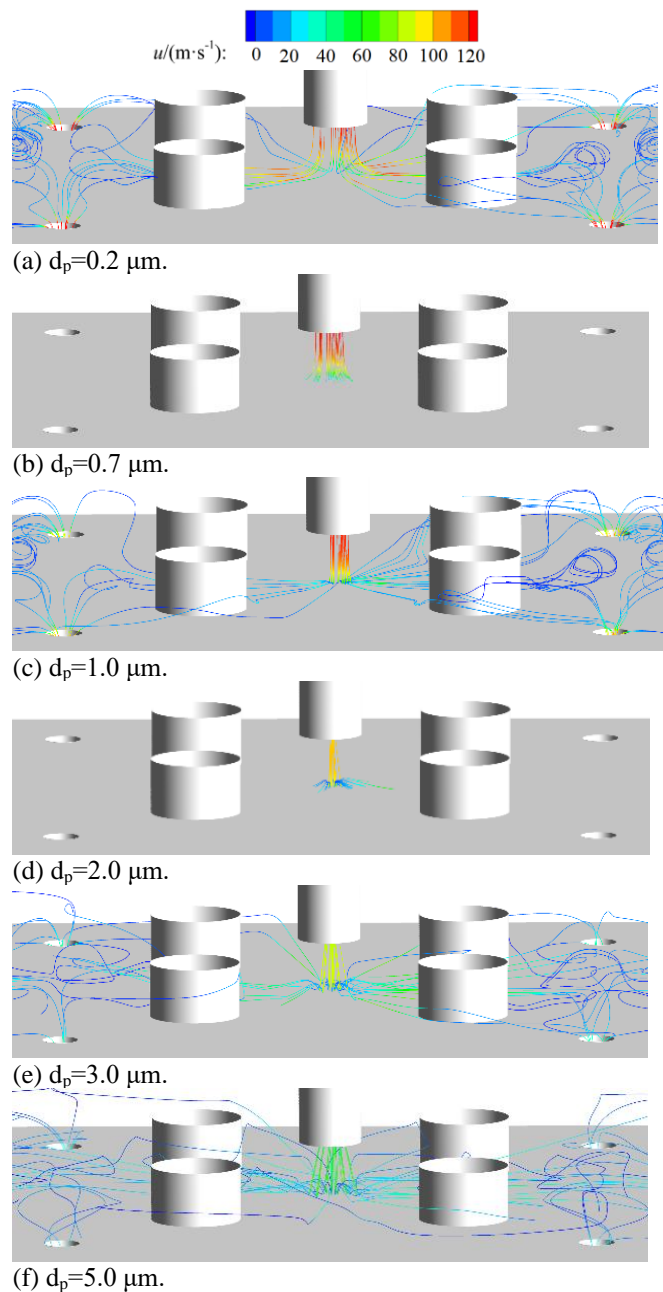 u/(m·s⁻¹): 0 20 40 60 80 100 120
(a) dₚ=0.2 μm.
(b) dₚ=0.7 μm.
(c) dₚ=1.0 μm.
(d) dₚ=2.0 μm.
(e) dₚ=3.0 μm.
(f) dₚ=5.0 μm.